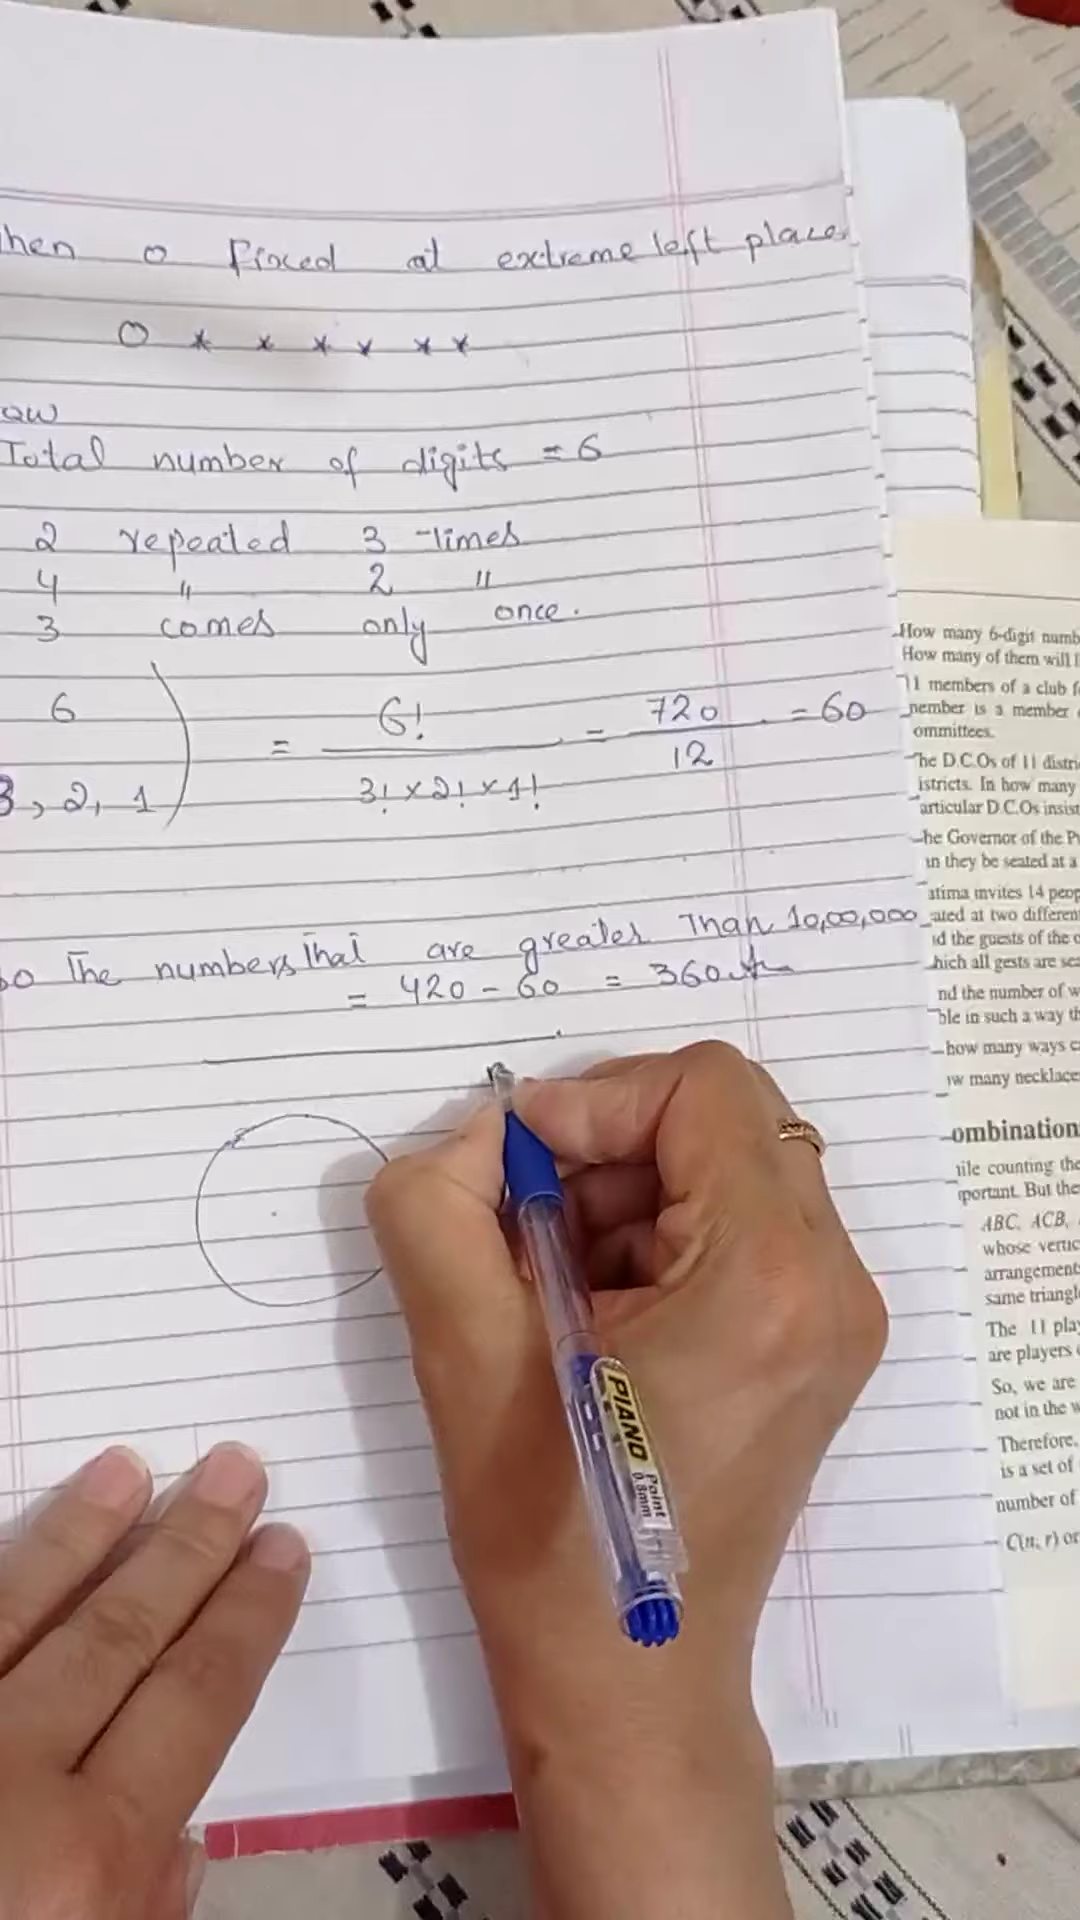 hen 0 fixed at extreme left place.
0 * * * * * *
ow
Total number of digits = 6
2 repeated 3 times
4 " 2 "
3 comes only once.
6
3, 2, 1 ) = 6! / 3! × 2! × 1! = 720 / 12 = 60
so The numbers That are greater Than 10,00,000
= 420 - 60 = 360
PIANO
Point
0.8mm
How many 6-digit numb
How many of them will
11 members of a club f
member is a member
ommittees.
he D.C.Os of 11 distri
istricts. In how many
articular D.C.Os insist
he Governor of the P
an they be seated at a
atima invites 14 peop
ated at two different
d the guests of the
hich all gests are sea
nd the number of w
ble in such a way th
how many ways c
ow many necklace
ombination
ile counting the
portant. But the
ABC, ACB,
whose vertic
arrangement
same triangl
The 11 play
are players
So, we are
not in the w
Therefore,
is a set of
number of
C(n, r) or